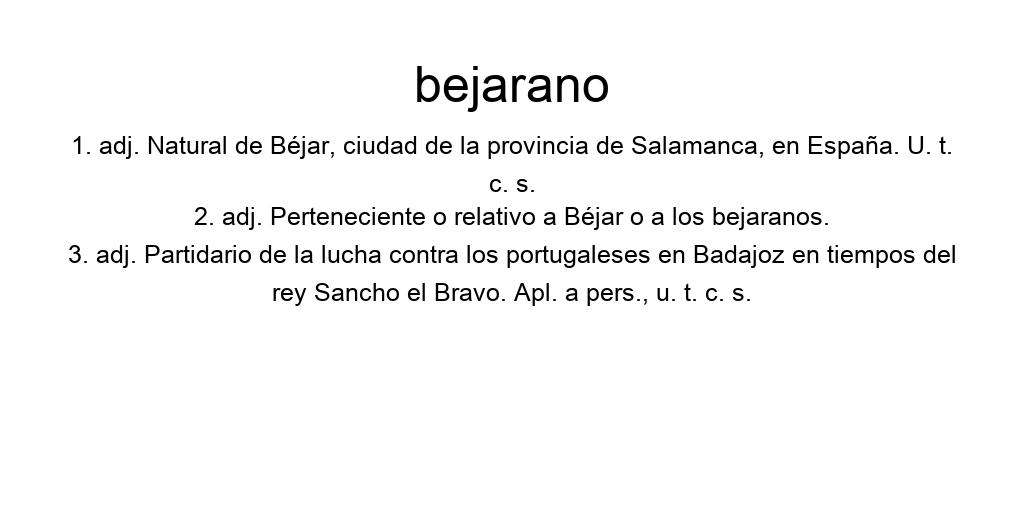 bejarano
1. adj. Natural de Béjar, ciudad de la provincia de Salamanca, en España. U. t.
c. s.
2. adj. Perteneciente o relativo a Béjar o a los bejaranos.
3. adj. Partidario de la lucha contra los portugaleses en Badajoz en tiempos del
rey Sancho el Bravo. Apl. a pers., u. t. c. s.